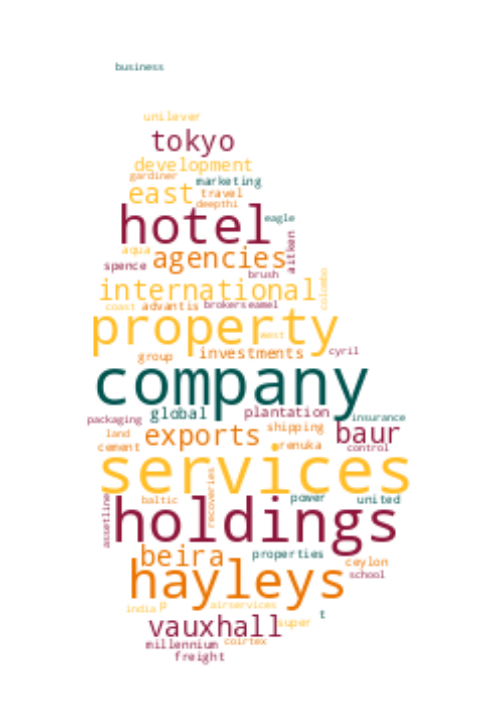 business
unilever
tokyo
development
gardiner marketing
east travel
deepthi
hotel eagle
aitken
aqua agencies
spence brush
international colombo
coast advantis brokers eamel
property west
group investments cyril
company
packaging global plantation insurance
land exports shipping baur
cement renuka control
services
recoveries
assetline baltic power united
holdings
beira properties ceylon
hayleys school
india p airservices
t
vauxhall super
millennium coirtex
freight